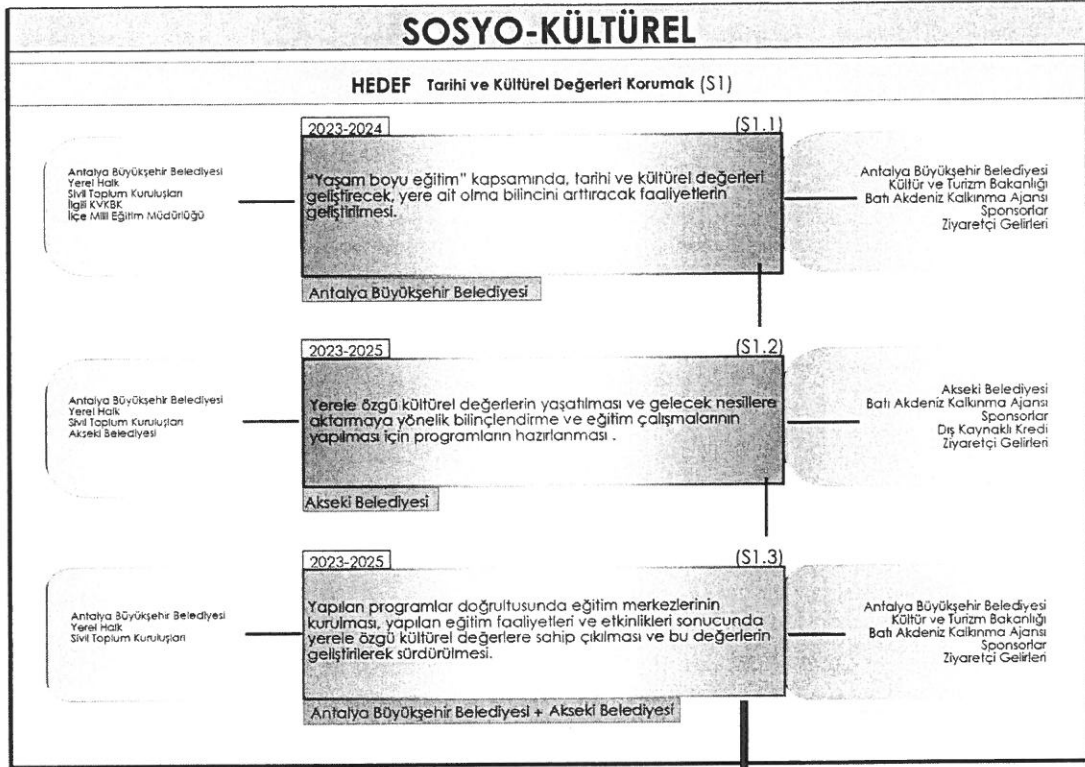 SOSYO-KÜLTÜREL
HEDEF Tarihi ve Kültürel Değerleri Korumak (S1)
2023-2024
(S1.1)
Antalya Büyükşehir Belediyesi
Yerel Halk
Sivil Toplum Kuruluşları
İlgili KVKBK
İlçe Milli Eğitim Müdürlüğü
"Yaşam boyu eğitim" kapsamında, tarihi ve kültürel değerleri
geliştirecek, yere ait olma bilincini arttıracak faaliyetlerin
geliştirilmesi.
Antalya Büyükşehir Belediyesi
Kültür ve Turizm Bakanlığı
Batı Akdeniz Kalkınma Ajansı
Sponsorlar
Ziyaretçi Gelirleri
Antalya Büyükşehir Belediyesi
2023-2025
(S1.2)
Antalya Büyükşehir Belediyesi
Yerel Halk
Sivil Toplum Kuruluşları
Akseki Belediyesi
Yerele özgü kültürel değerlerin yaşatılması ve gelecek nesillere
aktarmaya yönelik bilinçlendirme ve eğitim çalışmalarının
yapılması için programların hazırlanması .
Akseki Belediyesi
Batı Akdeniz Kalkınma Ajansı
Sponsorlar
Dış Kaynaklı Kredi
Ziyaretçi Gelirleri
Akseki Belediyesi
2023-2025
(S1.3)
Antalya Büyükşehir Belediyesi
Yerel Halk
Sivil Toplum Kuruluşları
Yapılan programlar doğrultusunda eğitim merkezlerinin
kurulması, yapılan eğitim faaliyetleri ve etkinlikleri sonucunda
yerele özgü kültürel değerlere sahip çıkılması ve bu değerlerin
geliştirilerek sürdürülmesi.
Antalya Büyükşehir Belediyesi
Kültür ve Turizm Bakanlığı
Batı Akdeniz Kalkınma Ajansı
Sponsorlar
Ziyaretçi Gelirleri
Antalya Büyükşehir Belediyesi + Akseki Belediyesi